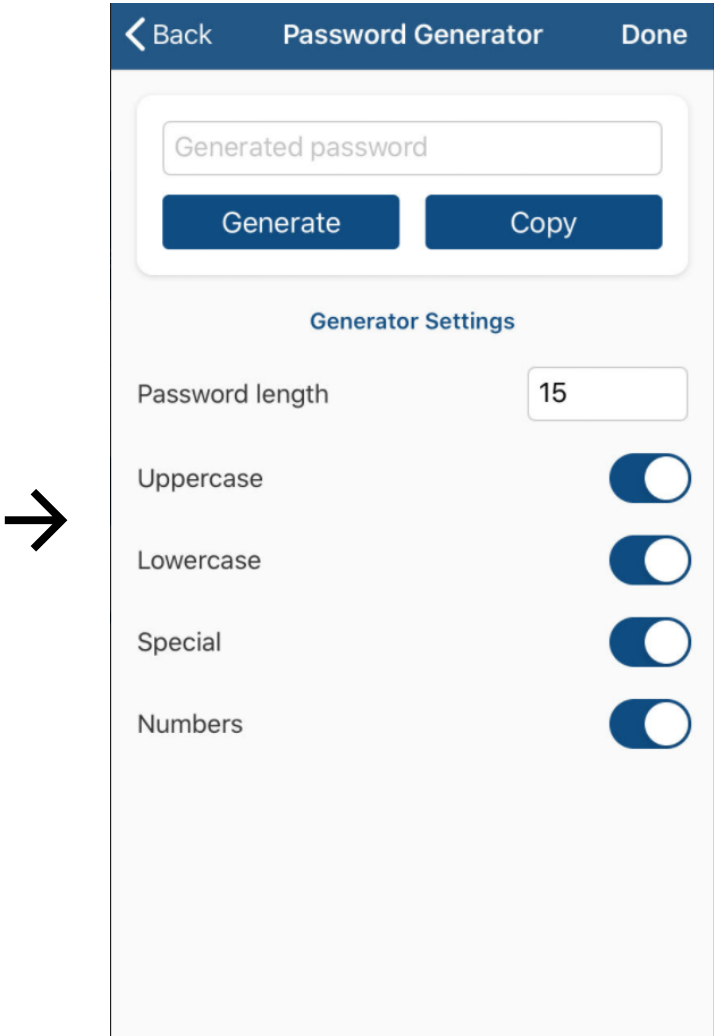 Back Password Generator Done
Generated password
Generate Copy
Generator Settings
Password length 15
Uppercase
Lowercase
Special
Numbers